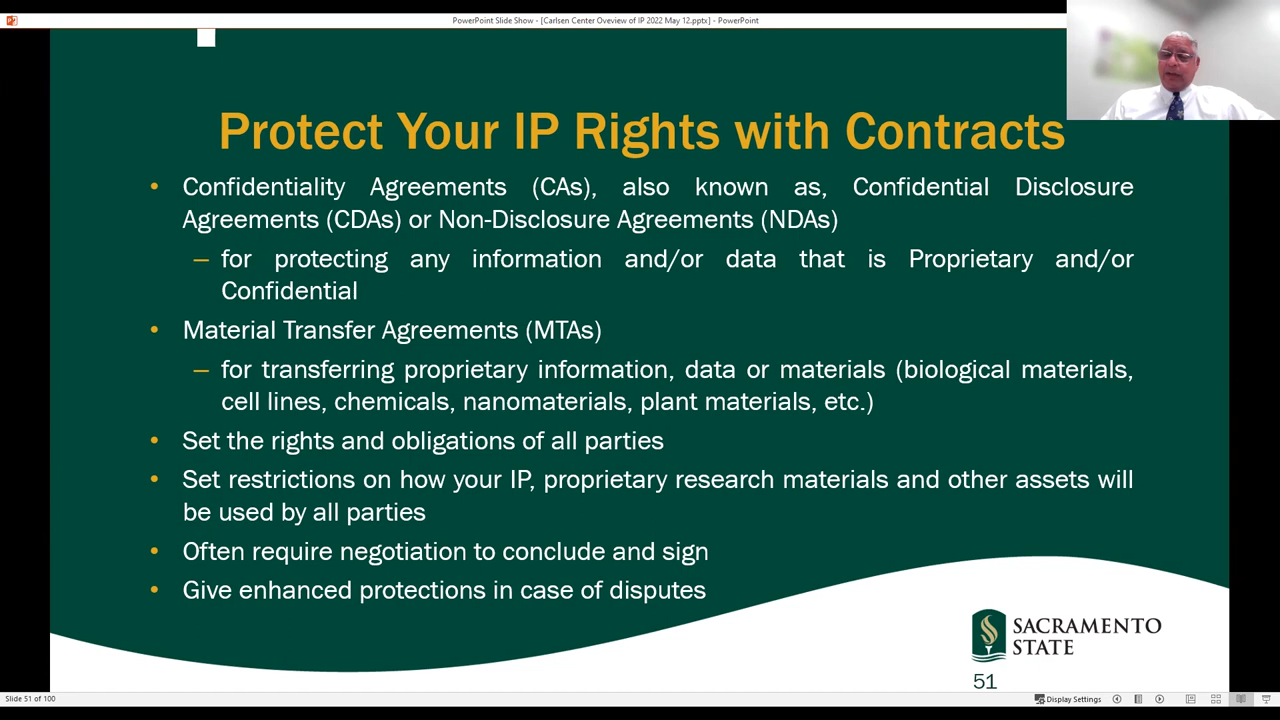 PowerPoint Slide Show - [Carlsen Center Oveview of IP 2022 May 12.pptx] - PowerPoint
Protect Your IP Rights with Contracts
• Confidentiality Agreements (CAs), also known as, Confidential Disclosure
Agreements (CDAs) or Non-Disclosure Agreements (NDAs)
– for protecting any information and/or data that is Proprietary and/or
Confidential
• Material Transfer Agreements (MTAs)
– for transferring proprietary information, data or materials (biological materials,
cell lines, chemicals, nanomaterials, plant materials, etc.)
• Set the rights and obligations of all parties
• Set restrictions on how your IP, proprietary research materials and other assets will
be used by all parties
• Often require negotiation to conclude and sign
• Give enhanced protections in case of disputes
SACRAMENTO
STATE
51
Slide 51 of 100
Display Settings